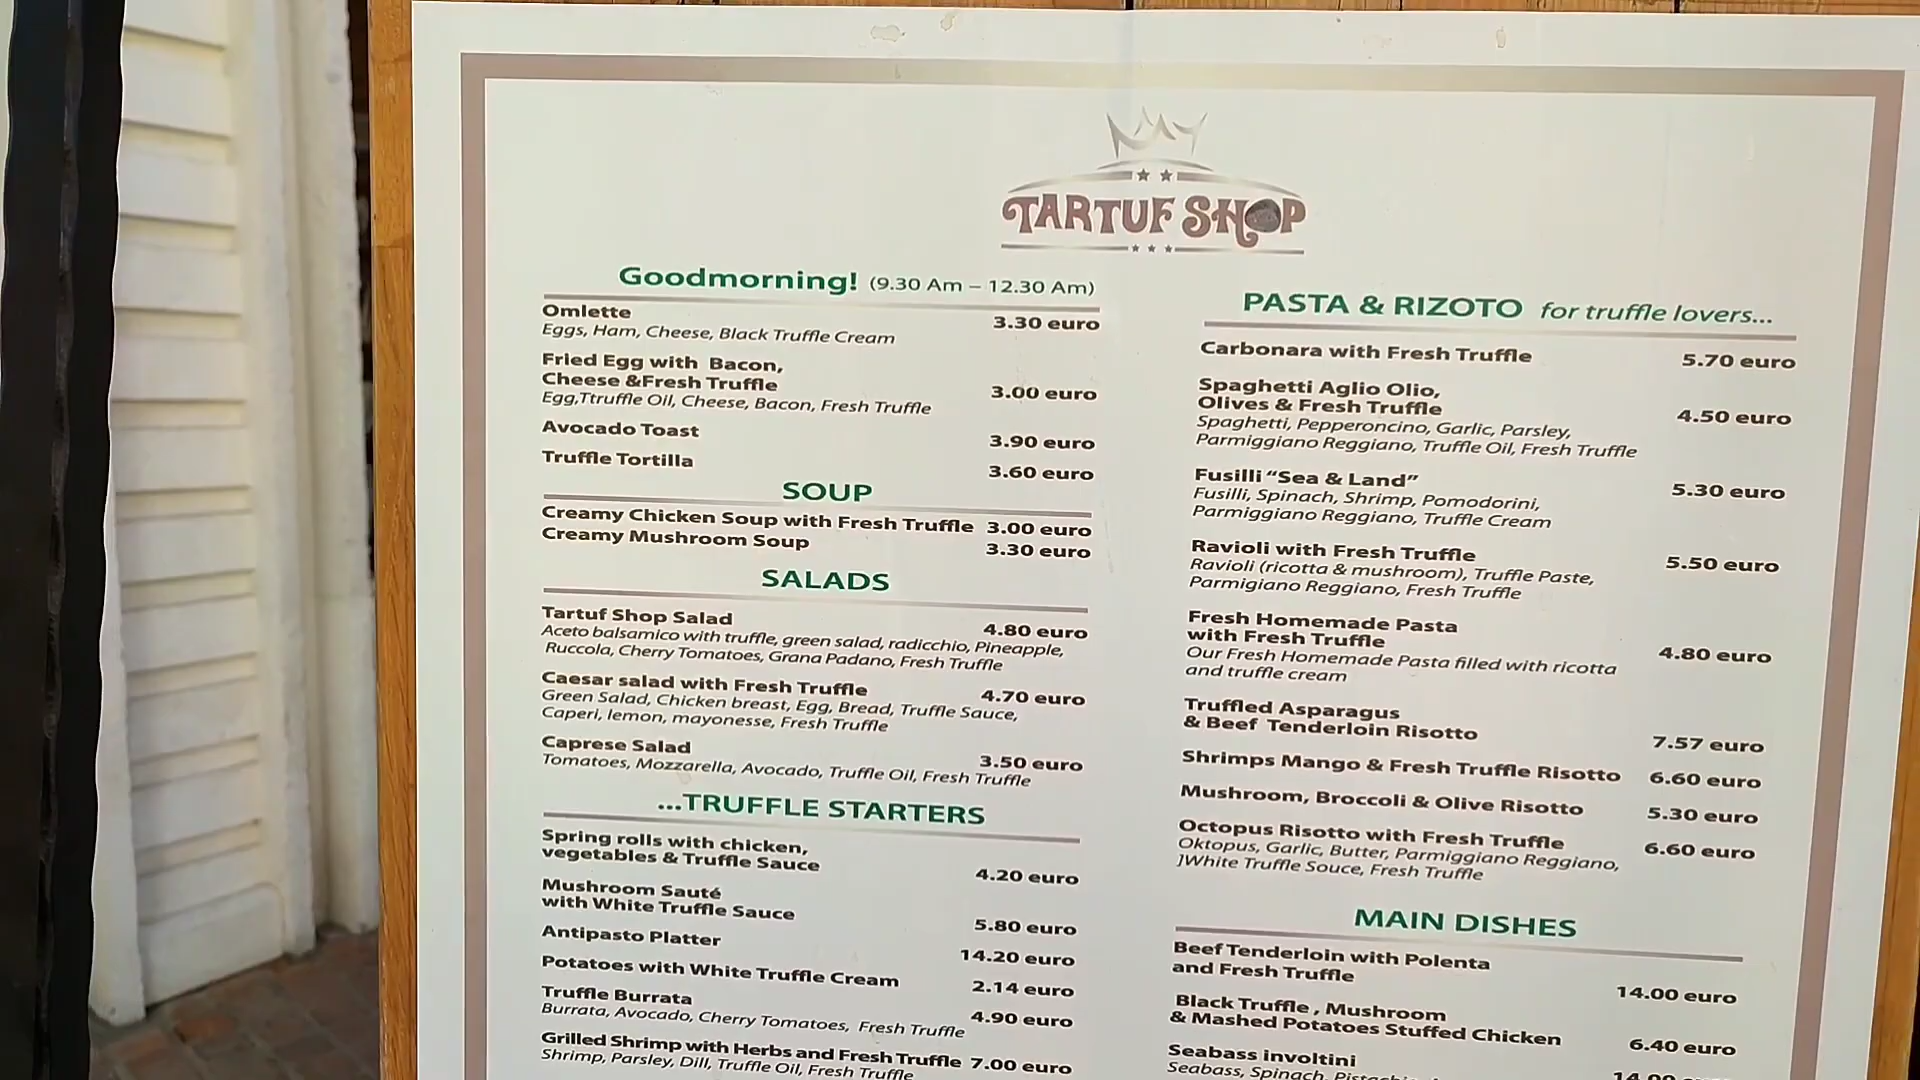 TARTUF SHOP
Goodmorning! (9.30 Am – 12.30 Am)
Omlette 3.30 euro
Eggs, Ham, Cheese, Black Truffle Cream
Fried Egg with Bacon,
Cheese &Fresh Truffle 3.00 euro
Egg,Ttruffle Oil, Cheese, Bacon, Fresh Truffle
Avocado Toast 3.90 euro
Truffle Tortilla 3.60 euro
SOUP
Creamy Chicken Soup with Fresh Truffle 3.00 euro
Creamy Mushroom Soup 3.30 euro
SALADS
Tartuf Shop Salad 4.80 euro
Aceto balsamico with truffle, green salad, radicchio, Pineapple,
Ruccola, Cherry Tomatoes, Grana Padano, Fresh Truffle
Caesar salad with Fresh Truffle 4.70 euro
Green Salad, Chicken breast, Egg, Bread, Truffle Sauce,
Caperi, lemon, mayonesse, Fresh Truffle
Caprese Salad 3.50 euro
Tomatoes, Mozzarella, Avocado, Truffle Oil, Fresh Truffle
...TRUFFLE STARTERS
Spring rolls with chicken,
vegetables & Truffle Sauce 4.20 euro
Mushroom Sauté
with White Truffle Sauce 5.80 euro
Antipasto Platter 14.20 euro
Potatoes with White Truffle Cream 2.14 euro
Truffle Burrata 4.90 euro
Burrata, Avocado, Cherry Tomatoes, Fresh Truffle
Grilled Shrimp with Herbs and Fresh Truffle 7.00 euro
Shrimp, Parsley, Dill, Truffle Oil, Fresh Truffle
PASTA & RIZOTO for truffle lovers...
Carbonara with Fresh Truffle 5.70 euro
Spaghetti Aglio Olio,
Olives & Fresh Truffle 4.50 euro
Spaghetti, Pepperoncino, Garlic, Parsley,
Parmiggiano Reggiano, Truffle Oil, Fresh Truffle
Fusilli "Sea & Land" 5.30 euro
Fusilli, Spinach, Shrimp, Pomodorini,
Parmiggiano Reggiano, Truffle Cream
Ravioli with Fresh Truffle 5.50 euro
Ravioli (ricotta & mushroom), Truffle Paste,
Parmigiano Reggiano, Fresh Truffle
Fresh Homemade Pasta
with Fresh Truffle 4.80 euro
Our Fresh Homemade Pasta filled with ricotta
and truffle cream
Truffled Asparagus
& Beef Tenderloin Risotto 7.57 euro
Shrimps Mango & Fresh Truffle Risotto 6.60 euro
Mushroom, Broccoli & Olive Risotto 5.30 euro
Octopus Risotto with Fresh Truffle 6.60 euro
Oktopus, Garlic, Butter, Parmiggiano Reggiano,
]White Truffle Souce, Fresh Truffle
MAIN DISHES
Beef Tenderloin with Polenta
and Fresh Truffle 14.00 euro
Black Truffle , Mushroom
& Mashed Potatoes Stuffed Chicken 6.40 euro
Seabass involtini
Seabass, Spinach,